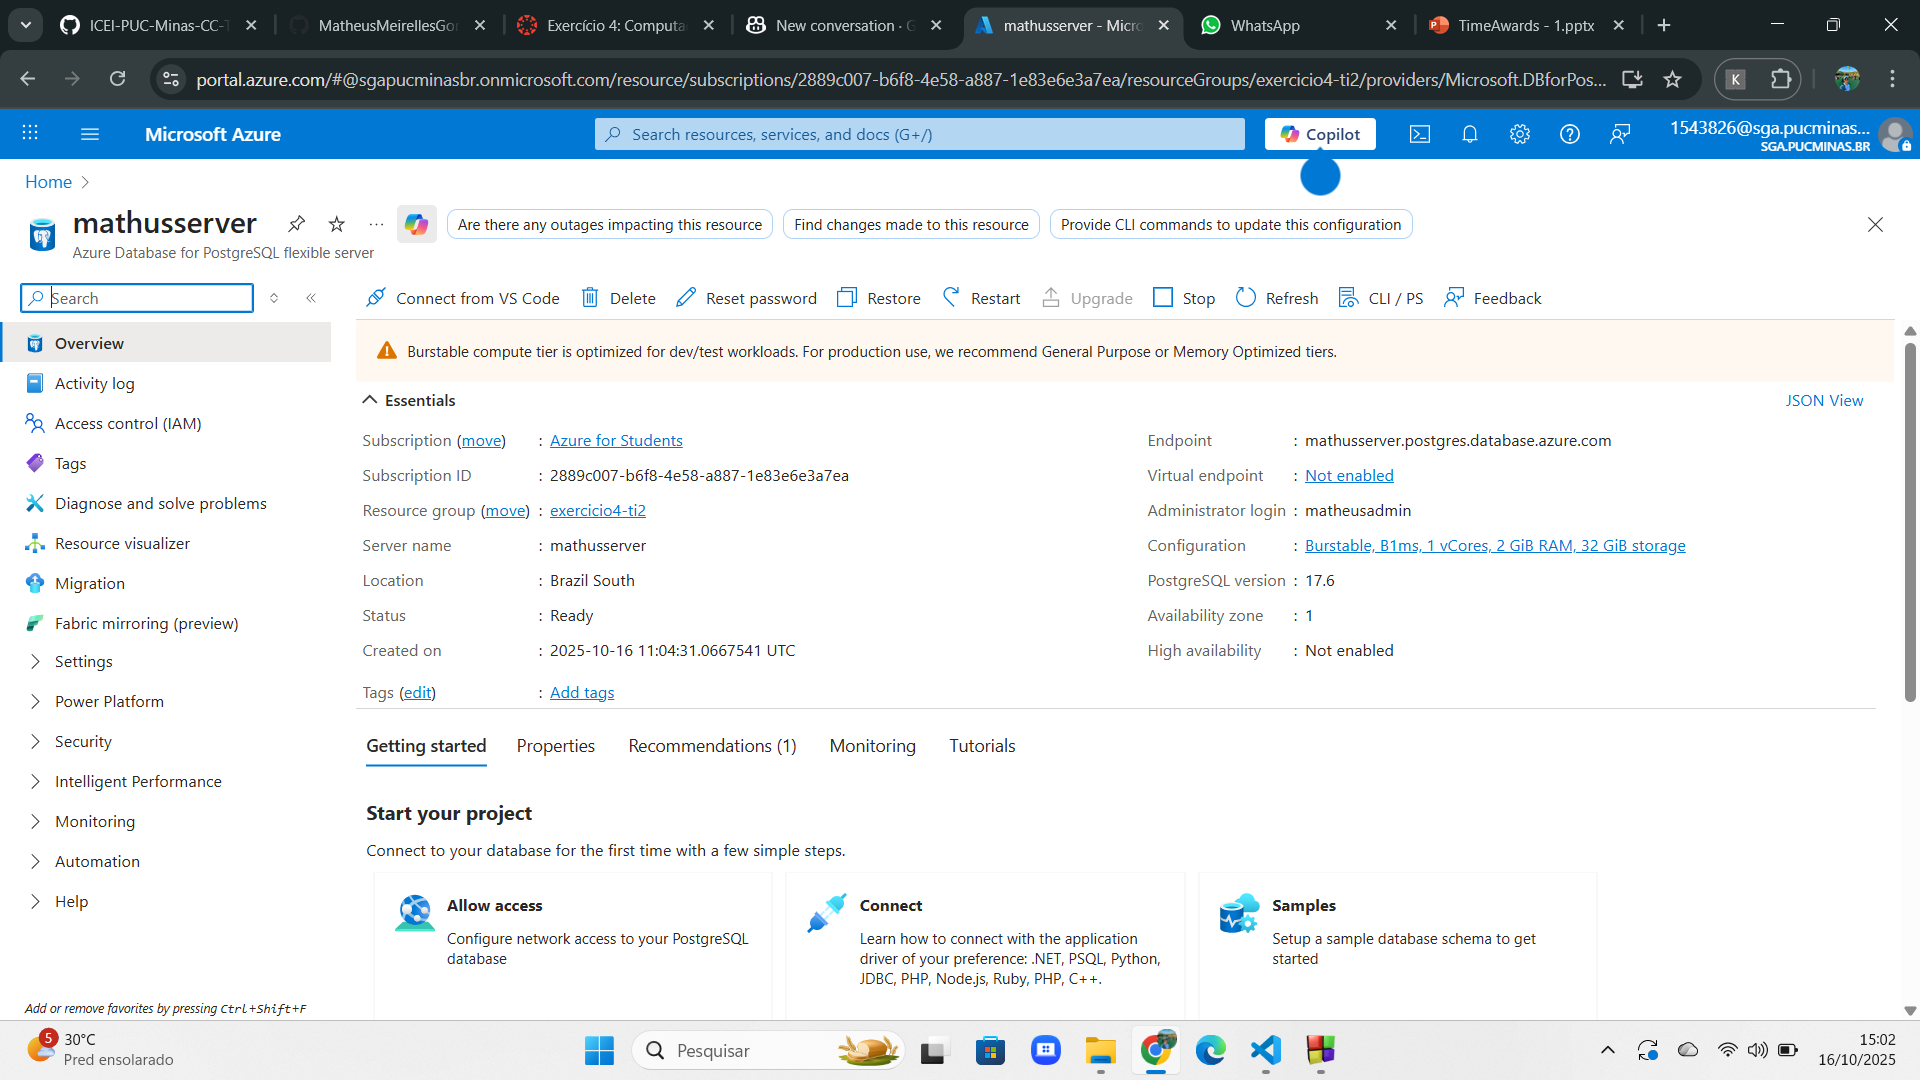 ICEI-PUC-Minas-CC-T
MatheusMeirellesGor
Exercício 4: Computa
New conversation · G
mathusserver - Micro
WhatsApp
TimeAwards - 1.pptx
portal.azure.com/#@sgapucminasbr.onmicrosoft.com/resource/subscriptions/2889c007-b6f8-4e58-a887-1e83e6e3a7ea/resourceGroups/exercicio4-ti2/providers/Microsoft.DBforPos...
K
Microsoft Azure
Search resources, services, and docs (G+/)
Copilot
1543826@sga.pucminas...
SGA.PUCMINAS.BR
Home
mathusserver
Azure Database for PostgreSQL flexible server
Are there any outages impacting this resource
Find changes made to this resource
Provide CLI commands to update this configuration
Search
Connect from VS Code
Delete
Reset password
Restore
Restart
Upgrade
Stop
Refresh
CLI / PS
Feedback
Overview
Activity log
Access control (IAM)
Tags
Diagnose and solve problems
Resource visualizer
Migration
Fabric mirroring (preview)
Settings
Power Platform
Security
Intelligent Performance
Monitoring
Automation
Help
Add or remove favorites by pressing Ctrl+Shift+F
Burstable compute tier is optimized for dev/test workloads. For production use, we recommend General Purpose or Memory Optimized tiers.
Essentials
JSON View
Subscription (move) : Azure for Students
Subscription ID : 2889c007-b6f8-4e58-a887-1e83e6e3a7ea
Resource group (move) : exercicio4-ti2
Server name : mathusserver
Location : Brazil South
Status : Ready
Created on : 2025-10-16 11:04:31.0667541 UTC
Tags (edit) : Add tags
Endpoint : mathusserver.postgres.database.azure.com
Virtual endpoint : Not enabled
Administrator login : matheusadmin
Configuration : Burstable, B1ms, 1 vCores, 2 GiB RAM, 32 GiB storage
PostgreSQL version : 17.6
Availability zone : 1
High availability : Not enabled
Getting started
Properties
Recommendations (1)
Monitoring
Tutorials
Start your project
Connect to your database for the first time with a few simple steps.
Allow access
Configure network access to your PostgreSQL
database
Connect
Learn how to connect with the application
driver of your preference: .NET, PSQL, Python,
JDBC, PHP, Node.js, Ruby, PHP, C++.
Samples
Setup a sample database schema to get
started
5
30°C
Pred ensolarado
Pesquisar
15:02
16/10/2025